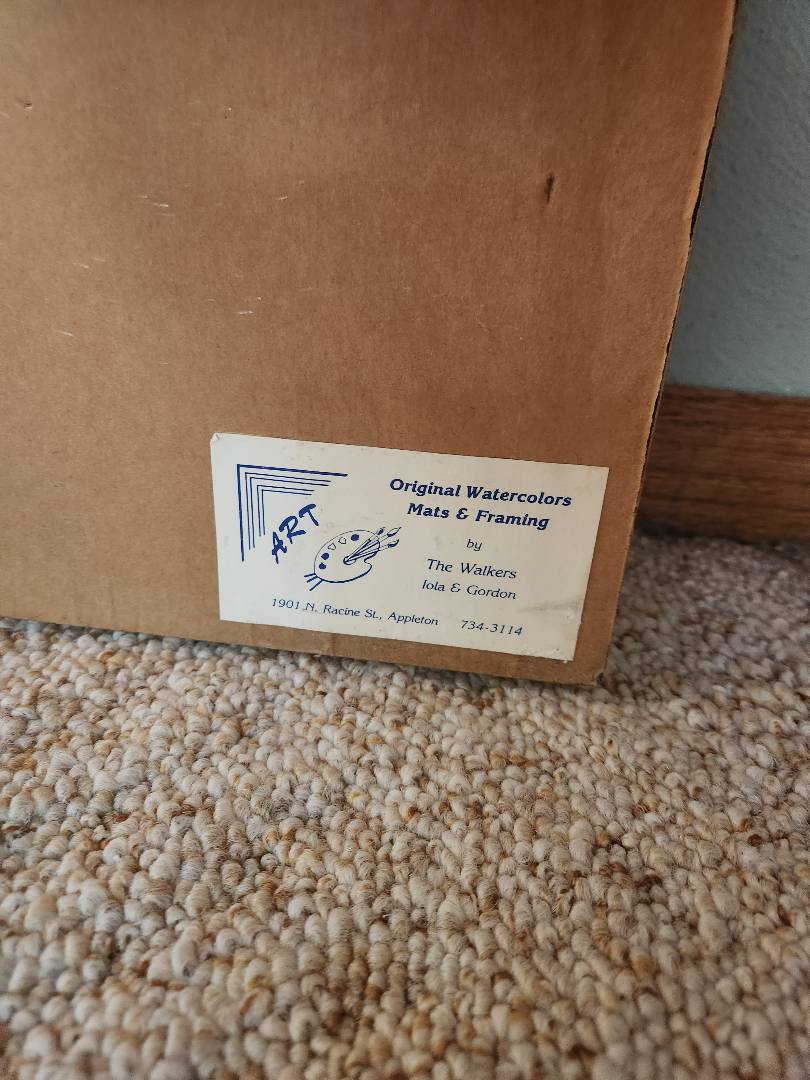 ART
Original Watercolors
Mats & Framing
by
The Walkers
Iola & Gordon
1901 N. Racine St., Appleton 734-3114